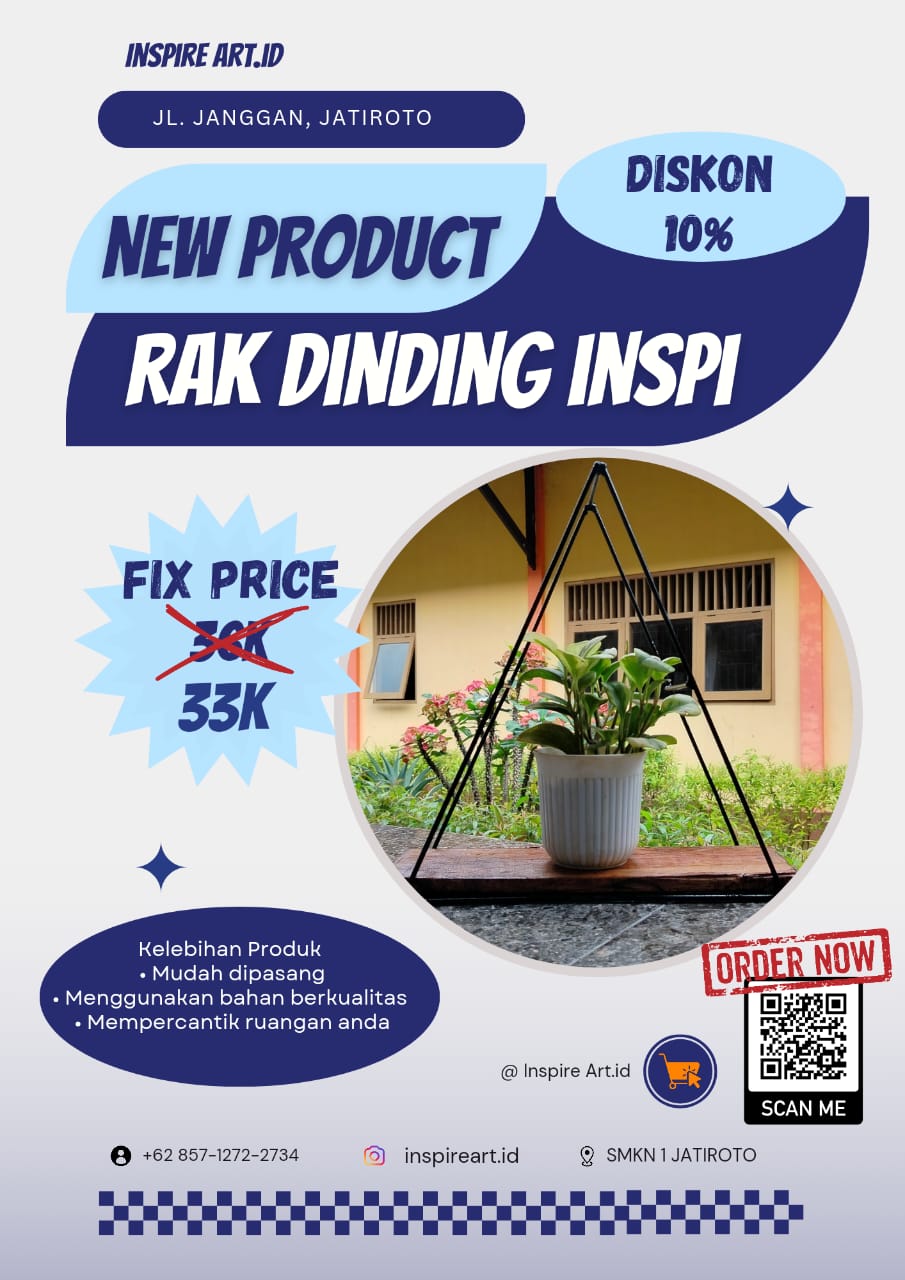 INSPIRE ART.ID
JL. JANGGAN, JATIROTO
DISKON
10%
NEW PRODUCT
RAK DINDING INSPI
FIX PRICE
36K
33K
Kelebihan Produk
• Mudah dipasang
• Menggunakan bahan berkualitas
• Mempercantik ruangan anda
ORDER NOW
@ Inspire Art.id
SCAN ME
+62 857-1272-2734
inspireart.id
SMKN 1 JATIROTO